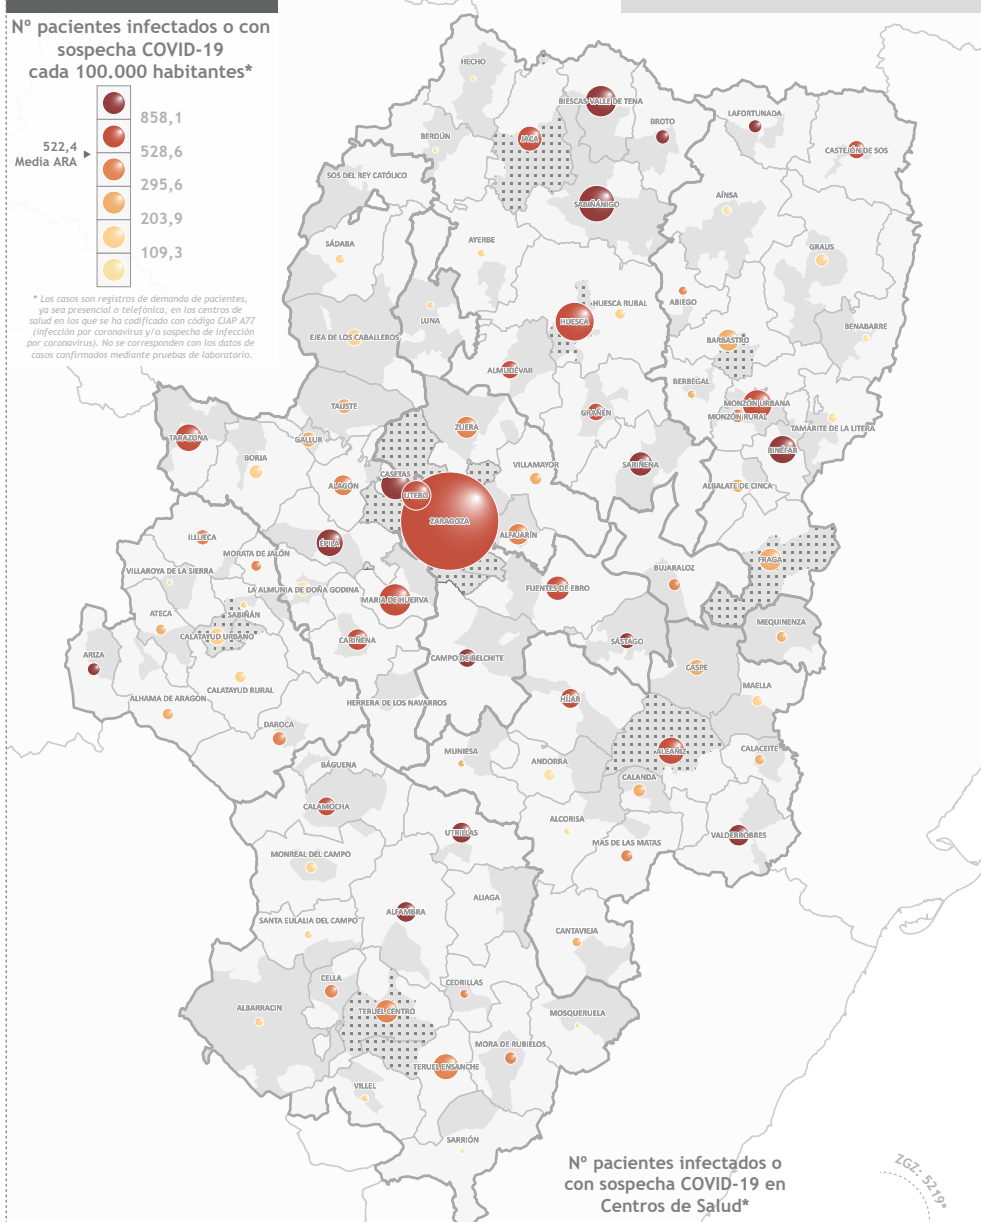 Nº pacientes infectados o con
sospecha COVID-19
cada 100.000 habitantes*
858,1
522,4
Media ARA
528,6
295,6
203,9
109,3
* Los casos son registros de demanda de pacientes,
ya sea presencial o telefónica, en los centros de
salud en los que se ha codificado con código CIAP A77
(Infección por coronavirus y/o sospecha de infección
por coronavirus). No se corresponden con los datos de
casos confirmados mediante pruebas de laboratorio.
HECHO
BIESCAS-VALLE DE TENA
LAFORTUNADA
BROTO
BERDÚN
JACA
CASTEJÓN DE SOS
SOS DEL REY CATÓLICO
SABIÑÁNIGO
AÍNSA
SÁDABA
AYERBE
GRAUS
ABIEGO
HUESCA RURAL
LUNA
HUESCA
BENABARRE
EJEA DE LOS CABALLEROS
BARBASTRO
ALMUDÉVAR
BERBEGAL
TAUSTE
MONZÓN URBANA
GRAÑÉN
MONZÓN RURAL
TAMARITE DE LA LITERA
ZUERA
TARAZONA
GALLUR
BINÉFAR
BORJA
VILLAMAYOR
SARIÑENA
CASETAS
ALAGÓN
ALBALATE DE CINCA
UTEBO
ZARAGOZA
ALFAJARÍN
ILLUECA
ÉPILA
MORATA DE JALÓN
FRAGA
VILLAROYA DE LA SIERRA
BUJARALOZ
LA ALMUNIA DE DOÑA GODINA
FUENTES DE EBRO
MARIA DE HUERVA
ATECA
SABIÑÁN
MEQUINENZA
CALATAYUD URBANO
CARIÑENA
SÁSTAGO
ARIZA
CAMPO DE BELCHITE
CASPE
CALATAYUD RURAL
MAELLA
ALHAMA DE ARAGÓN
HERRERA DE LOS NAVARROS
HÍJAR
DAROCA
MUNIESA
ALCAÑIZ
CALACEITE
BÁGUENA
ANDORRA
CALANDA
CALAMOCHA
ALCORISA
UTRILLAS
VALDERROBRES
MAS DE LAS MATAS
MONREAL DEL CAMPO
ALIAGA
ALFAMBRA
SANTA EULALIA DEL CAMPO
CANTAVIEJA
CELLA
CEDRILLAS
ALBARRACIN
TERUEL CENTRO
MOSQUERUELA
MORA DE RUBIELOS
TERUEL ENSANCHE
VILLEL
SARRIÓN
Nº pacientes infectados o
con sospecha COVID-19 en
Centros de Salud*
ZGZ: 5219*